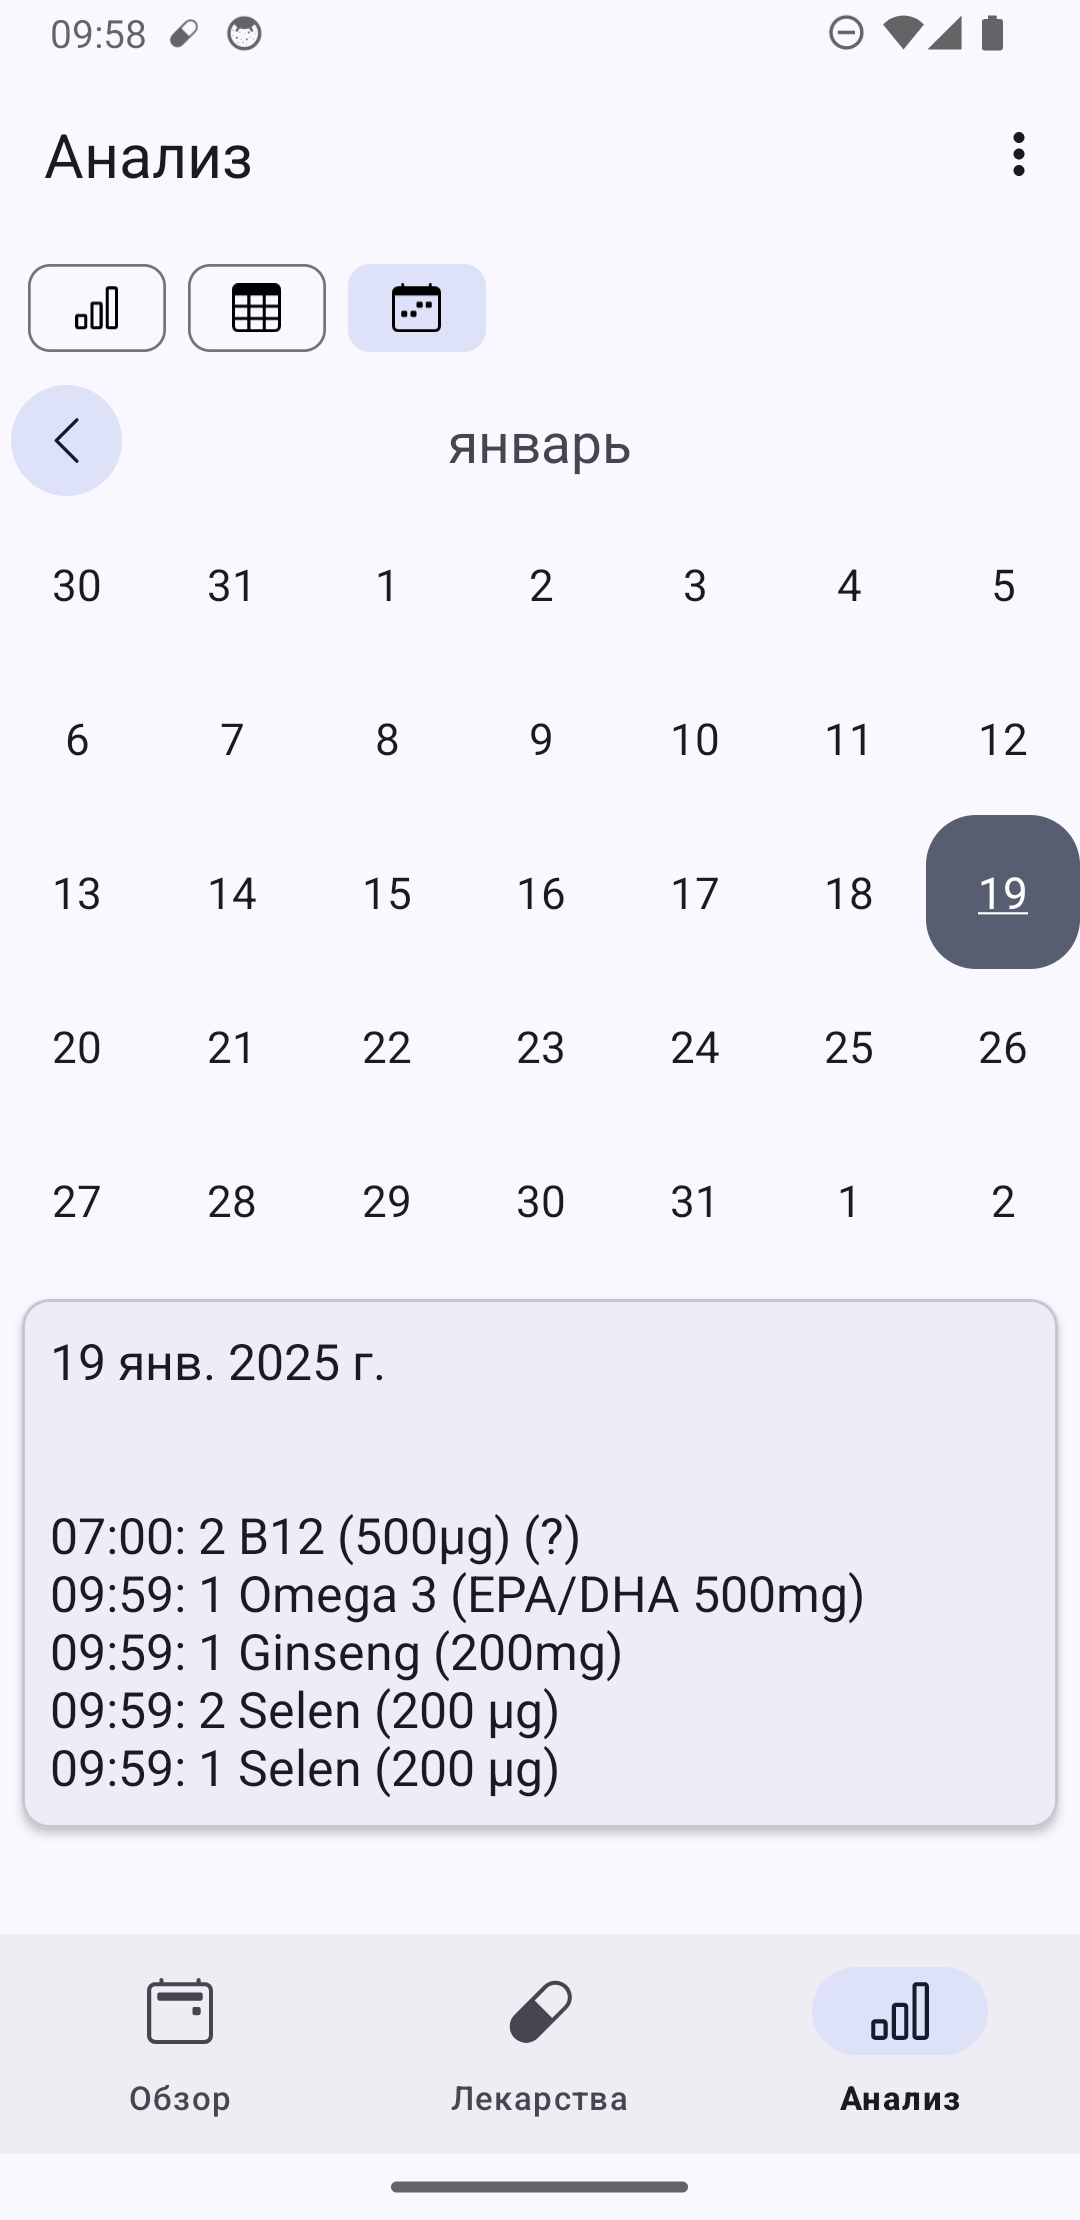 09:58
Анализ
январь
30 31 1 2 3 4 5
6 7 8 9 10 11 12
13 14 15 16 17 18 19
20 21 22 23 24 25 26
27 28 29 30 31 1 2
19 янв. 2025 г.
07:00: 2 B12 (500µg) (?)
09:59: 1 Omega 3 (EPA/DHA 500mg)
09:59: 1 Ginseng (200mg)
09:59: 2 Selen (200 µg)
09:59: 1 Selen (200 µg)
Обзор Лекарства Анализ